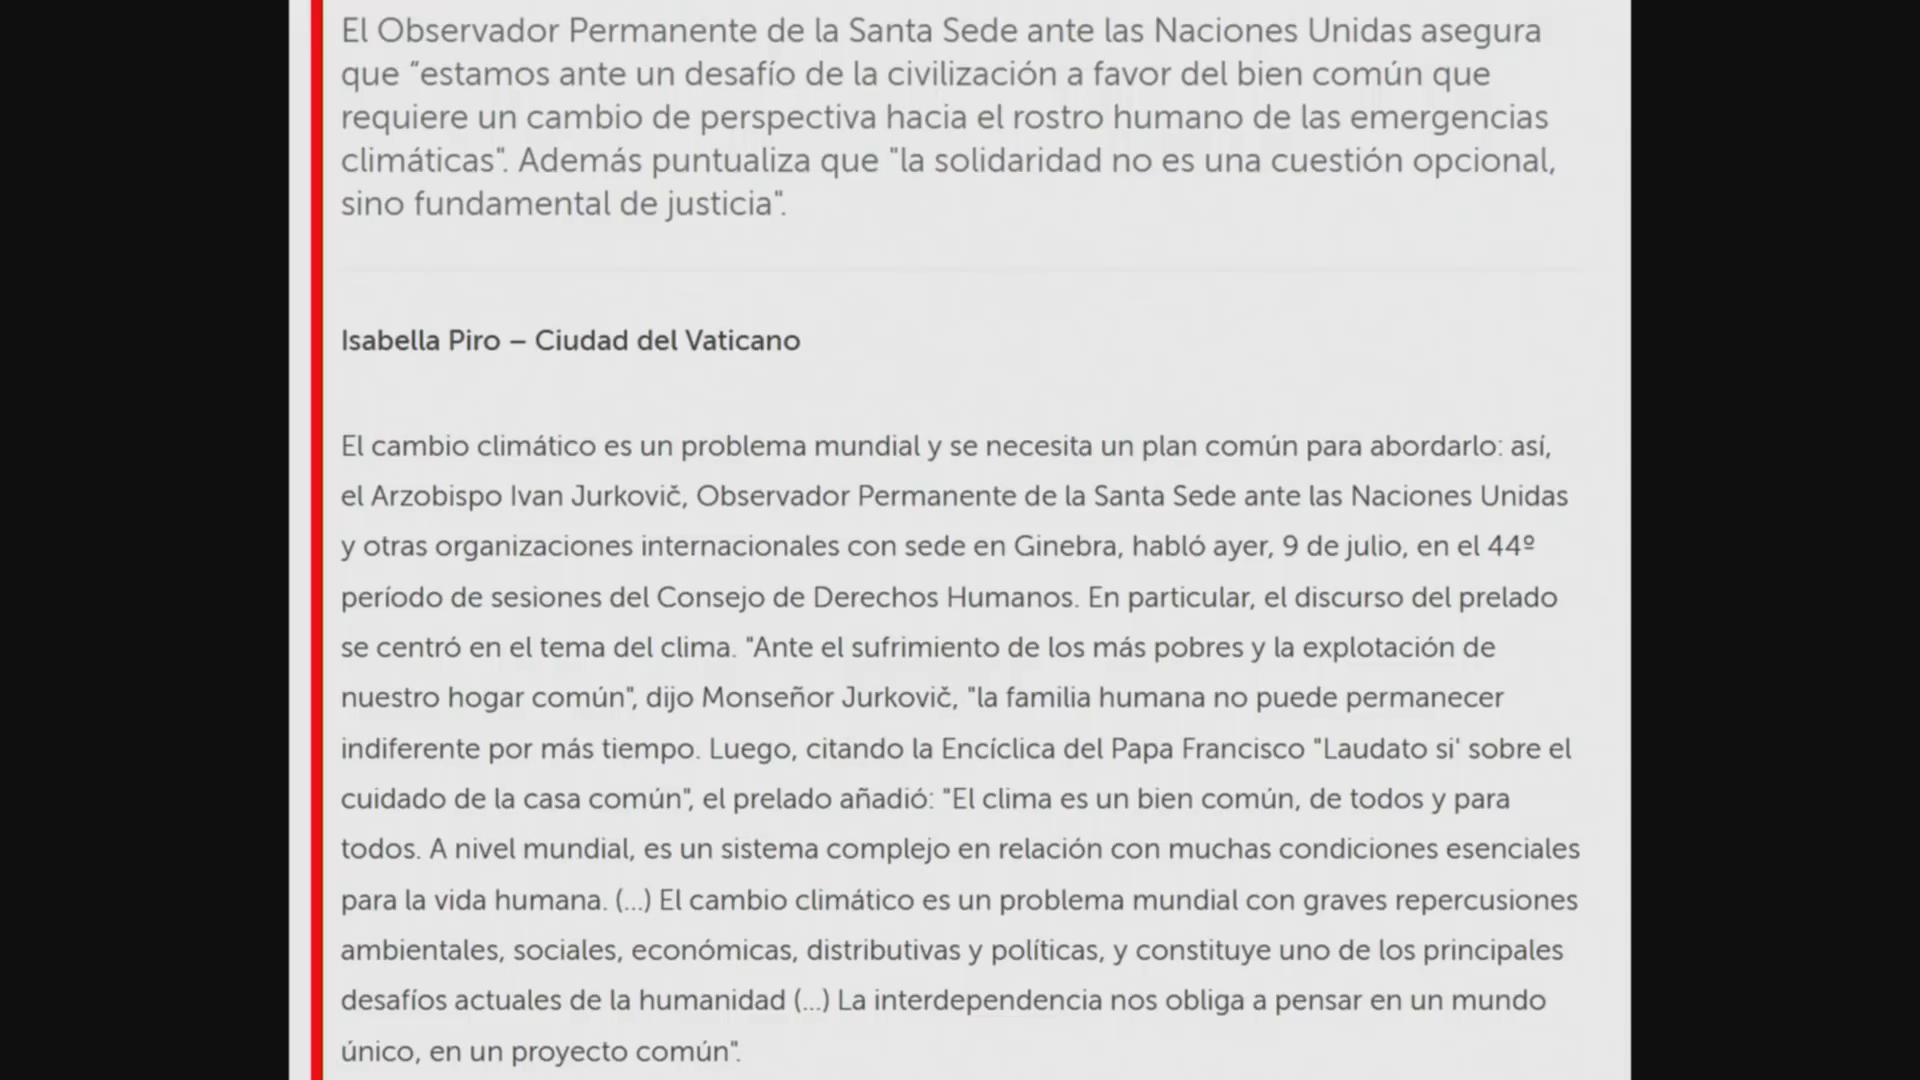 El Observador Permanente de la Santa Sede ante las Naciones Unidas asegura
que “estamos ante un desafío de la civilización a favor del bien común que
requiere un cambio de perspectiva hacia el rostro humano de las emergencias
climáticas". Además puntualiza que "la solidaridad no es una cuestión opcional,
sino fundamental de justicia".
Isabella Piro – Ciudad del Vaticano
El cambio climático es un problema mundial y se necesita un plan común para abordarlo: así,
el Arzobispo Ivan Jurkovič, Observador Permanente de la Santa Sede ante las Naciones Unidas
y otras organizaciones internacionales con sede en Ginebra, habló ayer, 9 de julio, en el 44º
período de sesiones del Consejo de Derechos Humanos. En particular, el discurso del prelado
se centró en el tema del clima. "Ante el sufrimiento de los más pobres y la explotación de
nuestro hogar común", dijo Monseñor Jurkovič, "la familia humana no puede permanecer
indiferente por más tiempo. Luego, citando la Encíclica del Papa Francisco "Laudato si' sobre el
cuidado de la casa común", el prelado añadió: "El clima es un bien común, de todos y para
todos. A nivel mundial, es un sistema complejo en relación con muchas condiciones esenciales
para la vida humana. (...) El cambio climático es un problema mundial con graves repercusiones
ambientales, sociales, económicas, distributivas y políticas, y constituye uno de los principales
desafíos actuales de la humanidad (...) La interdependencia nos obliga a pensar en un mundo
único, en un proyecto común".